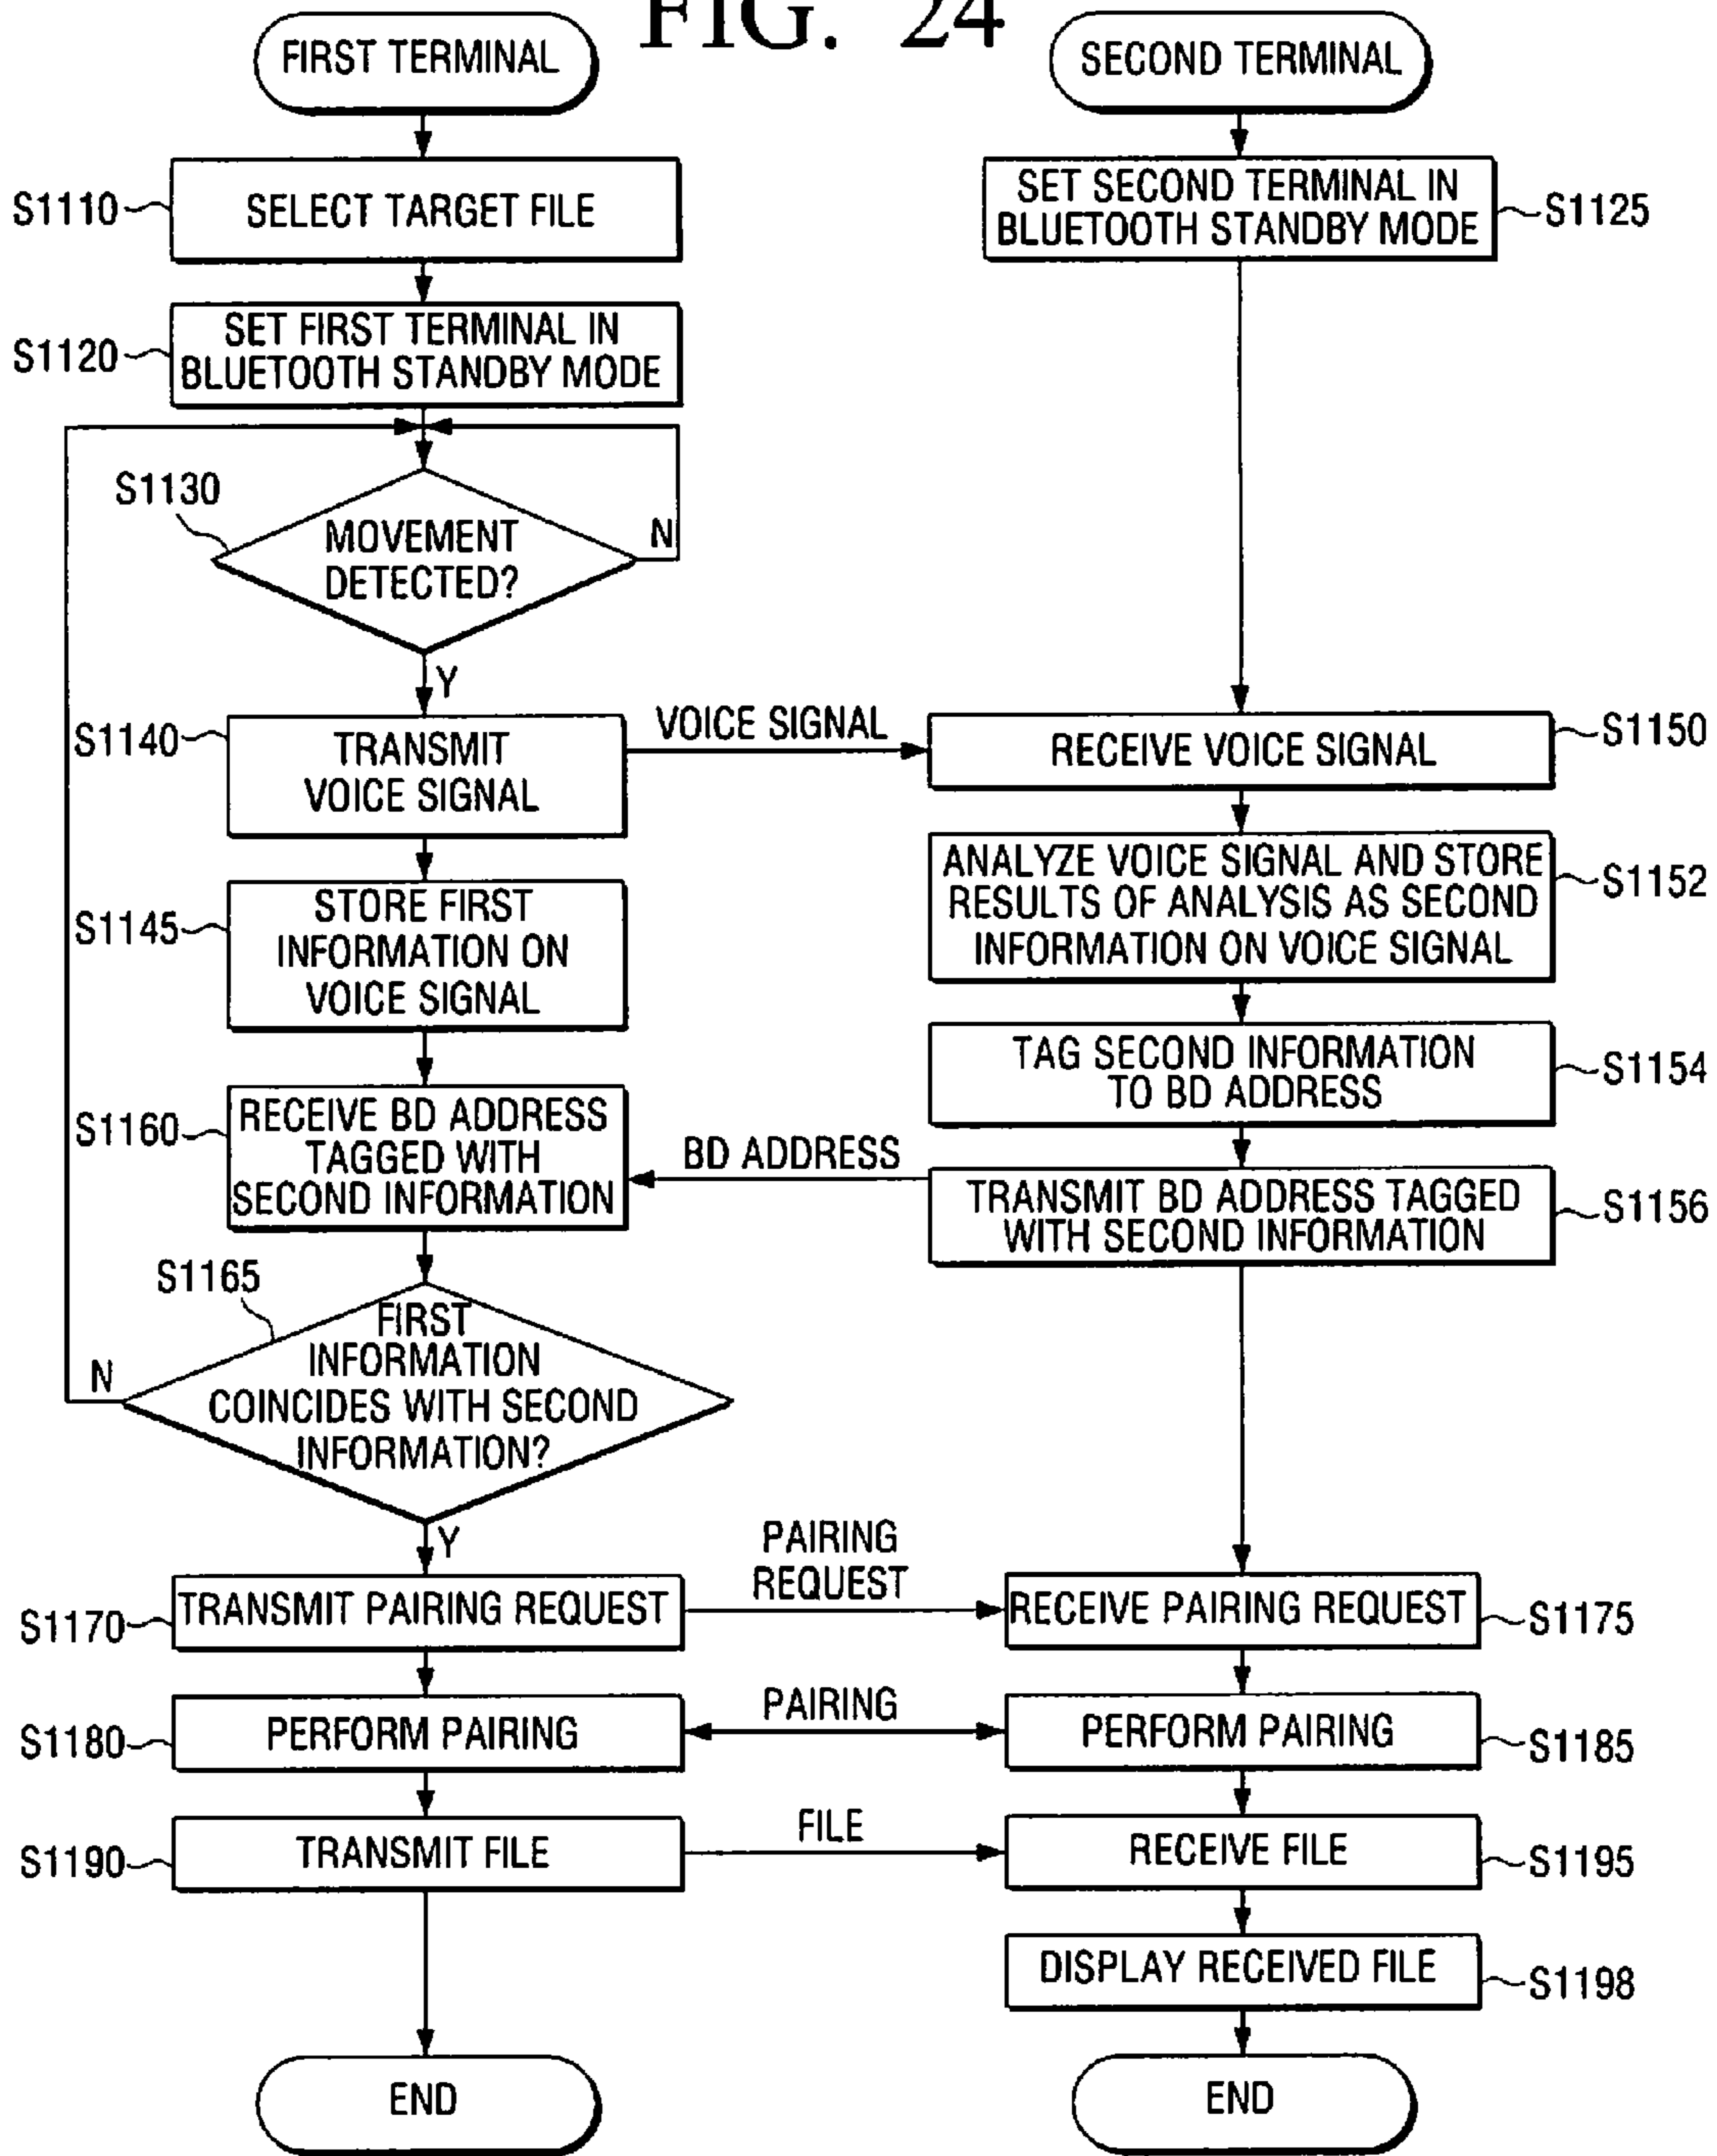 FIG. 24
FIRST TERMINAL
SECOND TERMINAL
S1110
SELECT TARGET FILE
SET SECOND TERMINAL IN
BLUETOOTH STANDBY MODE
S1125
S1120
SET FIRST TERMINAL IN
BLUETOOTH STANDBY MODE
S1130
MOVEMENT
DETECTED?
N
Y
S1140
TRANSMIT
VOICE SIGNAL
VOICE SIGNAL
RECEIVE VOICE SIGNAL
S1150
S1145
STORE FIRST
INFORMATION ON
VOICE SIGNAL
ANALYZE VOICE SIGNAL AND STORE
RESULTS OF ANALYSIS AS SECOND
INFORMATION ON VOICE SIGNAL
S1152
TAG SECOND INFORMATION
TO BD ADDRESS
S1154
S1160
RECEIVE BD ADDRESS
TAGGED WITH
SECOND INFORMATION
BD ADDRESS
TRANSMIT BD ADDRESS TAGGED
WITH SECOND INFORMATION
S1156
S1165
FIRST
INFORMATION
COINCIDES WITH SECOND
INFORMATION?
N
Y
S1170
TRANSMIT PAIRING REQUEST
PAIRING
REQUEST
RECEIVE PAIRING REQUEST
S1175
S1180
PERFORM PAIRING
PAIRING
PERFORM PAIRING
S1185
S1190
TRANSMIT FILE
FILE
RECEIVE FILE
S1195
DISPLAY RECEIVED FILE
S1198
END
END